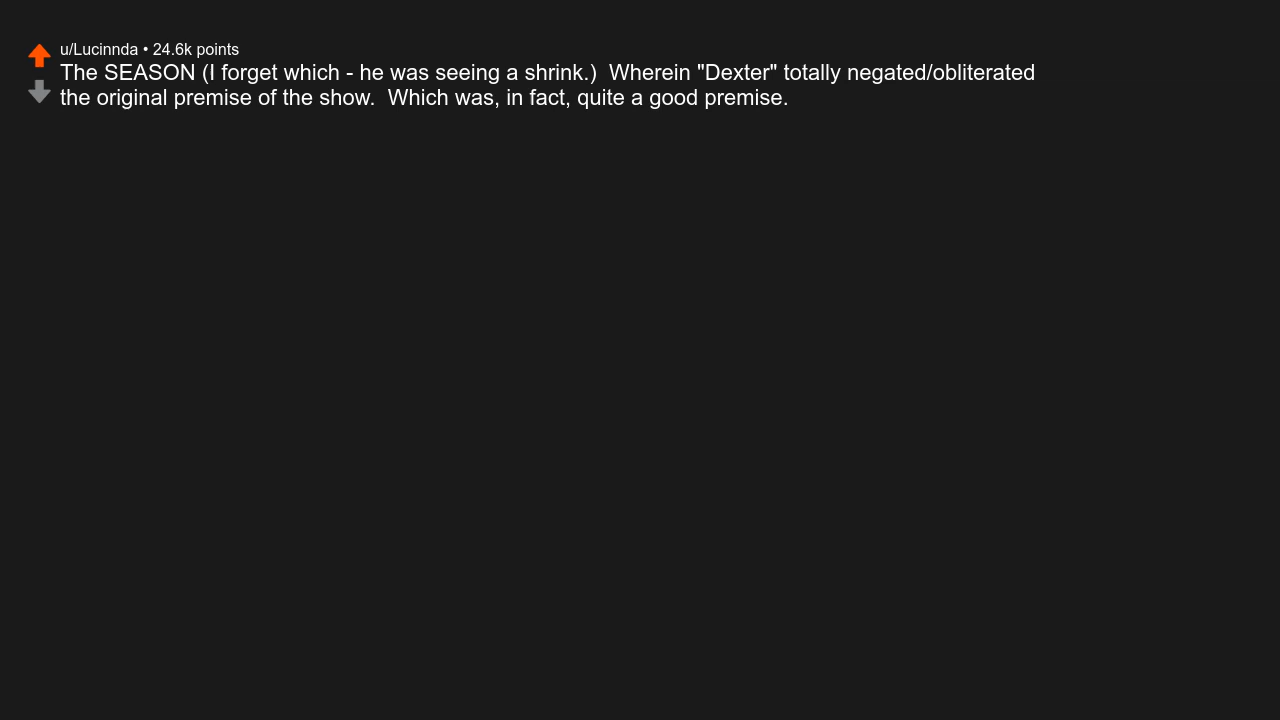 u/Lucinnda • 24.6k points
The SEASON (I forget which - he was seeing a shrink.)  Wherein "Dexter" totally negated/obliterated
the original premise of the show.  Which was, in fact, quite a good premise.